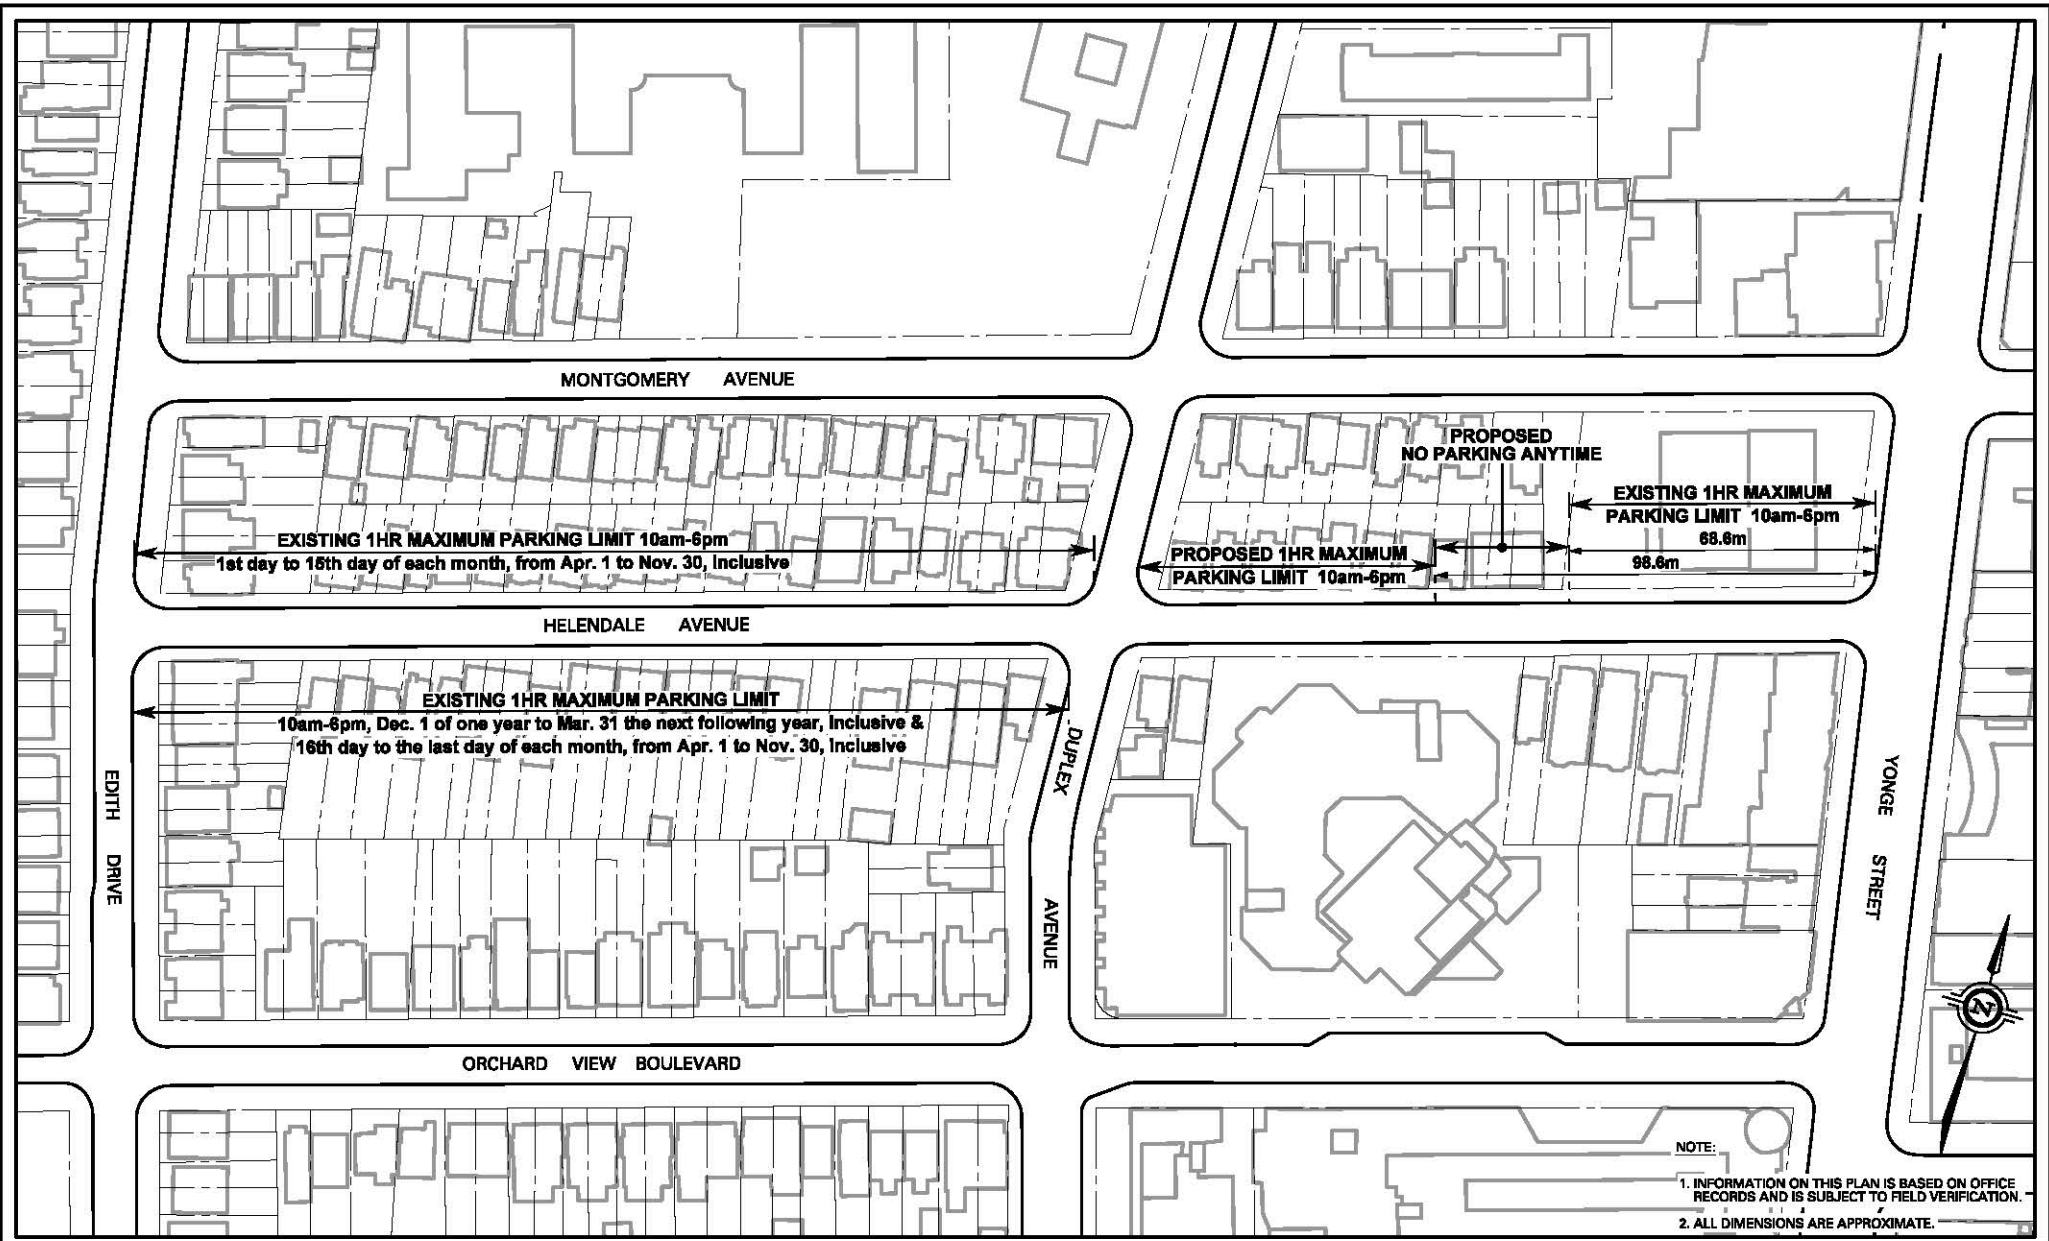 MONTGOMERY AVENUE
PROPOSED
NO PARKING ANYTIME
EXISTING 1HR MAXIMUM
PARKING LIMIT 10am-6pm
68.6m
98.6m
EXISTING 1HR MAXIMUM PARKING LIMIT 10am-6pm
1st day to 15th day of each month, from Apr. 1 to Nov. 30, Inclusive
PROPOSED 1HR MAXIMUM
PARKING LIMIT 10am-6pm
HELENDALE AVENUE
EXISTING 1HR MAXIMUM PARKING LIMIT
10am-6pm, Dec. 1 of one year to Mar. 31 the next following year, Inclusive &
16th day to the last day of each month, from Apr. 1 to Nov. 30, Inclusive
EDITH DRIVE
DUPLEX AVENUE
YONGE STREET
N
ORCHARD VIEW BOULEVARD
NOTE:
1. INFORMATION ON THIS PLAN IS BASED ON OFFICE
RECORDS AND IS SUBJECT TO FIELD VERIFICATION.
2. ALL DIMENSIONS ARE APPROXIMATE.